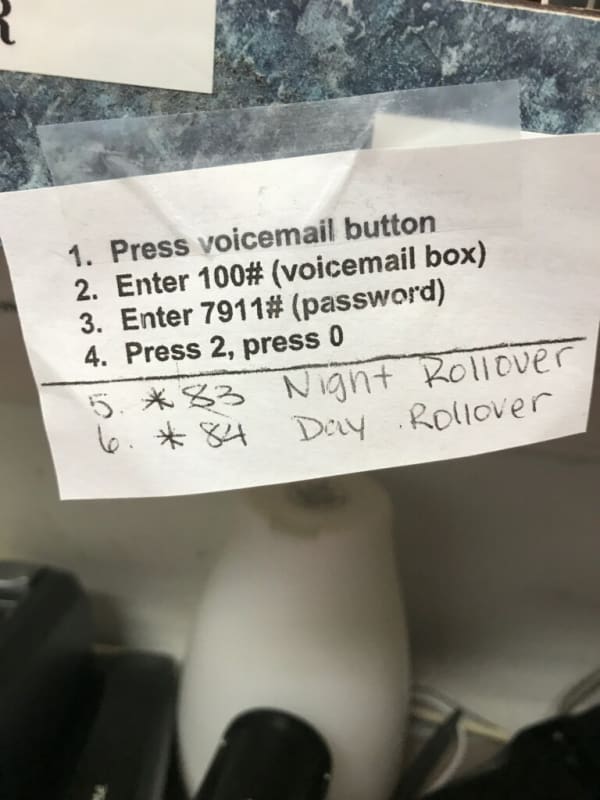 R
1. Press voicemail button
2. Enter 100# (voicemail box)
3. Enter 7911# (password)
4. Press 2, press 0
5. *83 Night Rollover
6. *84 Day Rollover